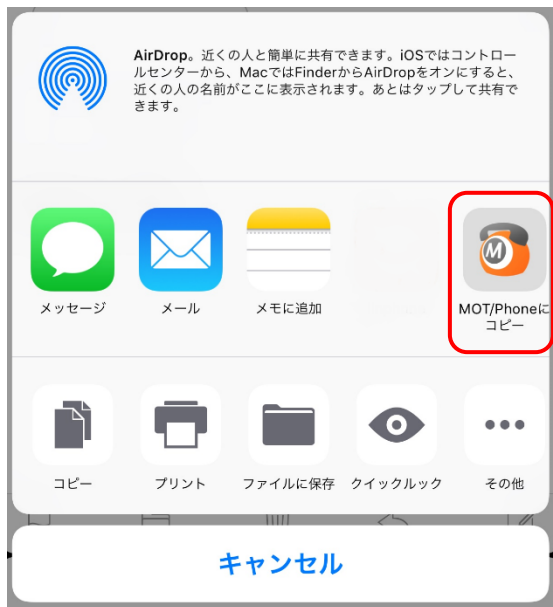 AirDrop。近くの人と簡単に共有できます。iOSではコントロー
ルセンターから、MacではFinderからAirDropをオンにすると、
近くの人の名前がここに表示されます。あとはタップして共有で
きます。
メッセージ
メール
メモに追加
M
MOT/Phoneに
コピー
コピー
プリント
ファイルに保存
クイックルック
その他
キャンセル